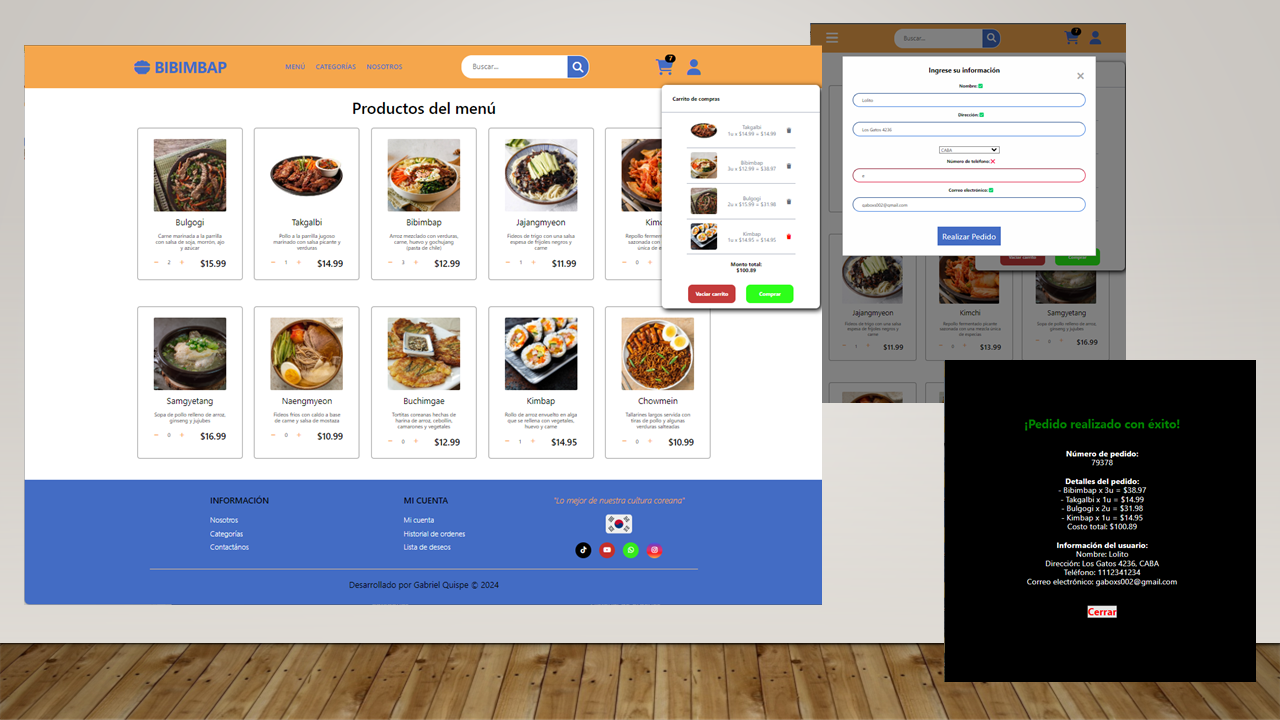 BIBIMBAP
MENÚ CATEGORÍAS NOSOTROS
Buscar...
7
Productos del menú
Carrito de compras
Takgalbi
1u x $14.99 = $14.99
Bibimbap
3u x $12.99 = $38.97
Bulgogi
2u x $15.99 = $31.98
Kimbap
1u x $14.95 = $14.95
Monto total:
$100.89
Vaciar carrito Comprar
Bulgogi
Carne marinada a la parrilla
con salsa de soja, morrón, ajo
y azúcar
− 2 + $15.99
Takgalbi
Pollo a la parrilla jugoso
marinado con salsa picante y
verduras
− 1 + $14.99
Bibimbap
Arroz mezclado con verduras,
carne, huevo y gochujang
(pasta de chile)
− 3 + $12.99
Jajangmyeon
Fideos de trigo con una salsa
espesa de frijoles negros y
carne
− 1 + $11.99
Kimc
Repollo ferme
sazonada con
única de e
− 0 +
Samgyetang
Sopa de pollo relleno de arroz,
ginseng y jujubes
− 0 + $16.99
Naengmyeon
Fideos fríos con caldo a base
de carne y salsa de mostaza
− 0 + $10.99
Buchimgae
Tortitas coreanas hechas de
harina de arroz, cebollín,
camarones y vegetales
− 0 + $12.99
Kimbap
Rollo de arroz envuelto en alga
que se rellena con vegetales,
huevo y carne
− 1 + $14.95
Chowmein
Tallarines largos servida con
tiras de pollo y algunas
verduras salteadas
− 0 + $10.99
INFORMACIÓN
Nosotros
Categorías
Contactános
MI CUENTA
Mi cuenta
Historial de ordenes
Lista de deseos
"Lo mejor de nuestra cultura coreana"
Desarrollado por Gabriel Quispe © 2024
Buscar...
7
Ingrese su información
×
Nombre:
Lolito
Dirección:
Los Gatos 4236
CABA
Número de teléfono:
e
Correo electrónico:
gaboxs002@gmail.com
Realizar Pedido
Vaciar carrito Comprar
Jajangmyeon
Fideos de trigo con una salsa
espesa de frijoles negros y
carne
− 1 + $11.99
Kimchi
Repollo fermentado picante
sazonada con una mezcla única
de especias
− 0 + $13.99
Samgyetang
Sopa de pollo relleno de arroz,
ginseng y jujubes
− 0 + $16.99
¡Pedido realizado con éxito!
Número de pedido:
79378
Detalles del pedido:
- Bibimbap x 3u = $38.97
- Takgalbi x 1u = $14.99
- Bulgogi x 2u = $31.98
- Kimbap x 1u = $14.95
Costo total: $100.89
Información del usuario:
Nombre: Lolito
Dirección: Los Gatos 4236, CABA
Teléfono: 1112341234
Correo electrónico: gaboxs002@gmail.com
Cerrar